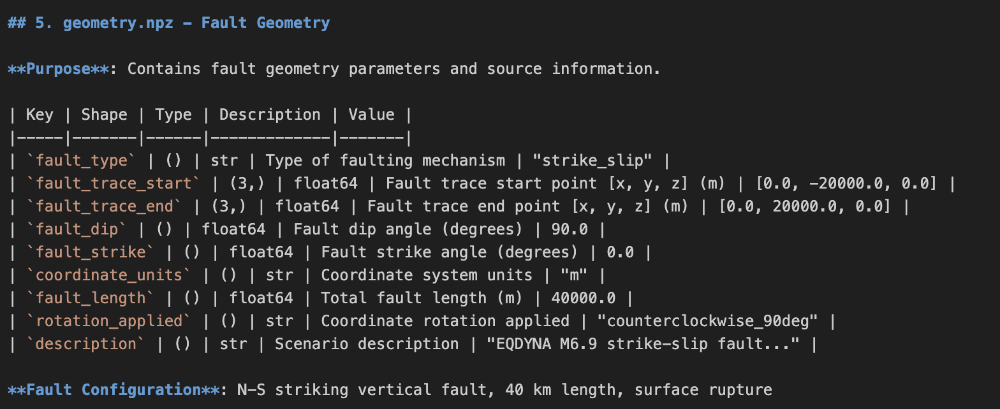 ## 5. geometry.npz - Fault Geometry
**Purpose**: Contains fault geometry parameters and source information.
| Key | Shape | Type | Description | Value |
|-----|-------|------|-------------|-------|
| `fault_type` | () | str | Type of faulting mechanism | "strike_slip" |
| `fault_trace_start` | (3,) | float64 | Fault trace start point [x, y, z] (m) | [0.0, -20000.0, 0.0] |
| `fault_trace_end` | (3,) | float64 | Fault trace end point [x, y, z] (m) | [0.0, 20000.0, 0.0] |
| `fault_dip` | () | float64 | Fault dip angle (degrees) | 90.0 |
| `fault_strike` | () | float64 | Fault strike angle (degrees) | 0.0 |
| `coordinate_units` | () | str | Coordinate system units | "m" |
| `fault_length` | () | float64 | Total fault length (m) | 40000.0 |
| `rotation_applied` | () | str | Coordinate rotation applied | "counterclockwise_90deg" |
| `description` | () | str | Scenario description | "EQDYNA M6.9 strike-slip fault..." |
**Fault Configuration**: N-S striking vertical fault, 40 km length, surface rupture